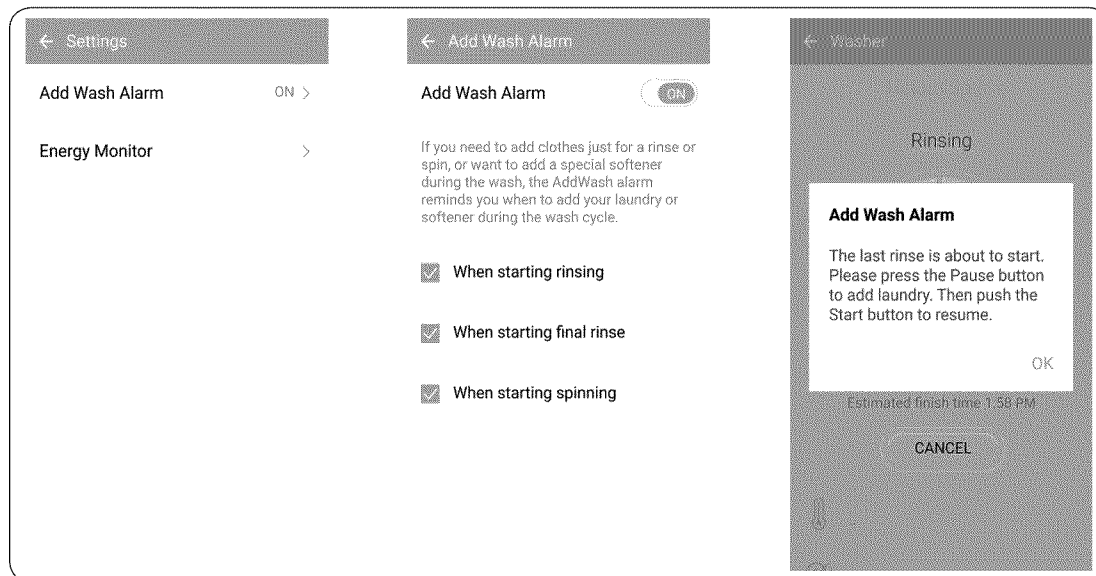 Settings
Add Wash Alarm ON
Energy Monitor
Add Wash Alarm
Add Wash Alarm ON
If you need to add clothes just for a rinse or
spin, or want to add a special softener
during the wash, the AddWash alarm
reminds you when to add your laundry or
softener during the wash cycle.
When starting rinsing
When starting final rinse
When starting spinning
Washer
Rinsing
Add Wash Alarm
The last rinse is about to start.
Please press the Pause button
to add laundry. Then push the
Start button to resume.
OK
Estimated finish time 1:58 PM
CANCEL